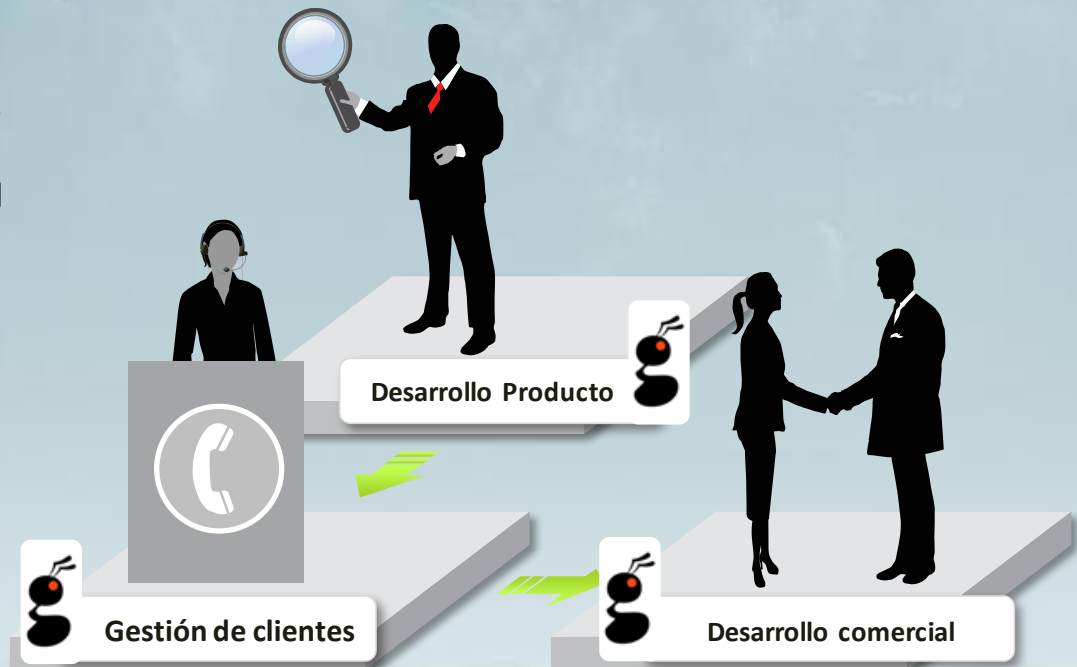 Desarrollo Producto
Gestión de clientes
Desarrollo comercial